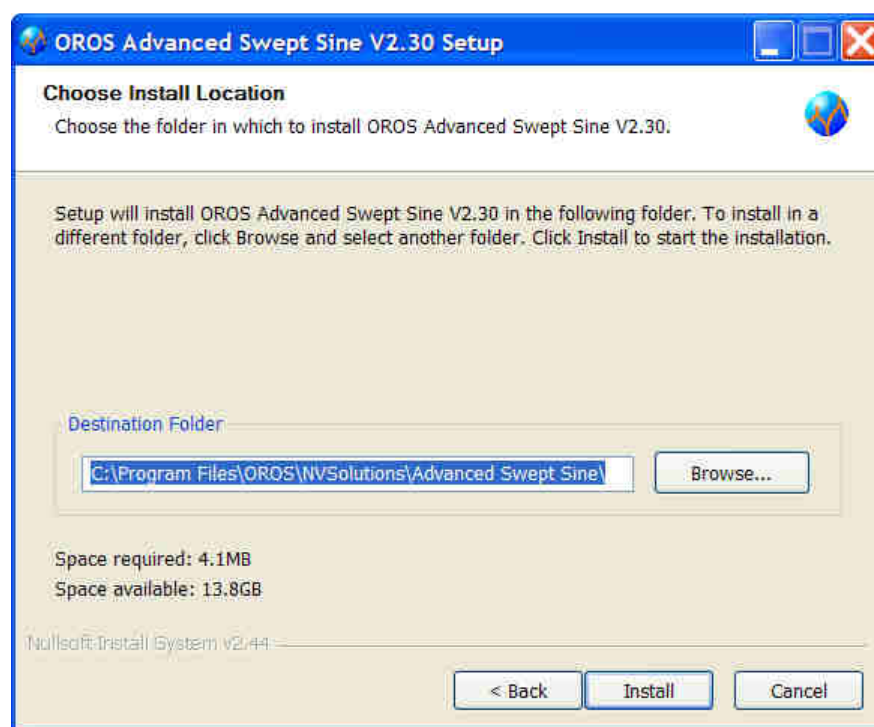 OROS Advanced Swept Sine V2.30 Setup
Choose Install Location
Choose the folder in which to install OROS Advanced Swept Sine V2.30.
Setup will install OROS Advanced Swept Sine V2.30 in the following folder. To install in a
different folder, click Browse and select another folder. Click Install to start the installation.
Destination Folder
C:\Program Files\OROS\NVSolutions\Advanced Swept Sine\
Browse...
Space required: 4.1MB
Space available: 13.8GB
Nullsoft Install System v2.44
< Back
Install
Cancel